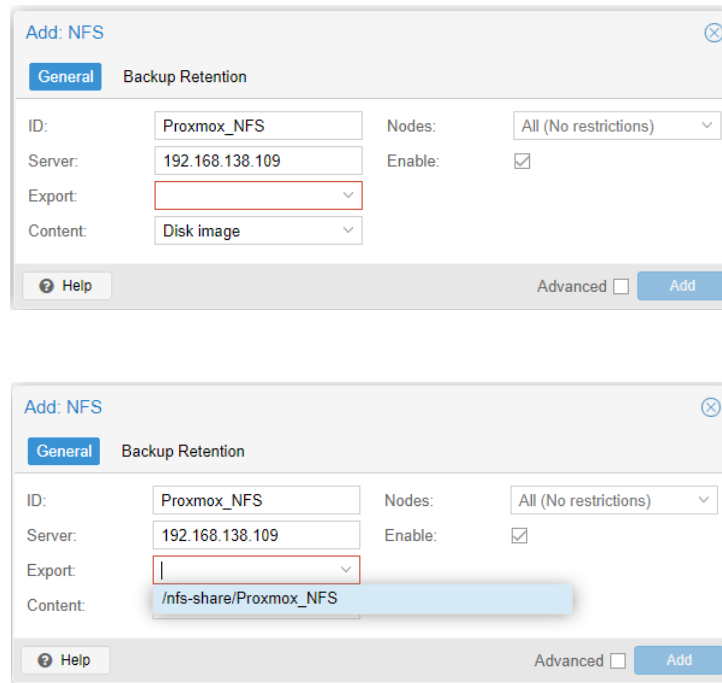 Add: NFS
General Backup Retention
ID: Proxmox_NFS Nodes: All (No restrictions)
Server: 192.168.138.109 Enable:
Export:
Content: Disk image
Help Advanced Add
Add: NFS
General Backup Retention
ID: Proxmox_NFS Nodes: All (No restrictions)
Server: 192.168.138.109 Enable:
Export:
/nfs-share/Proxmox_NFS
Content:
Help Advanced Add